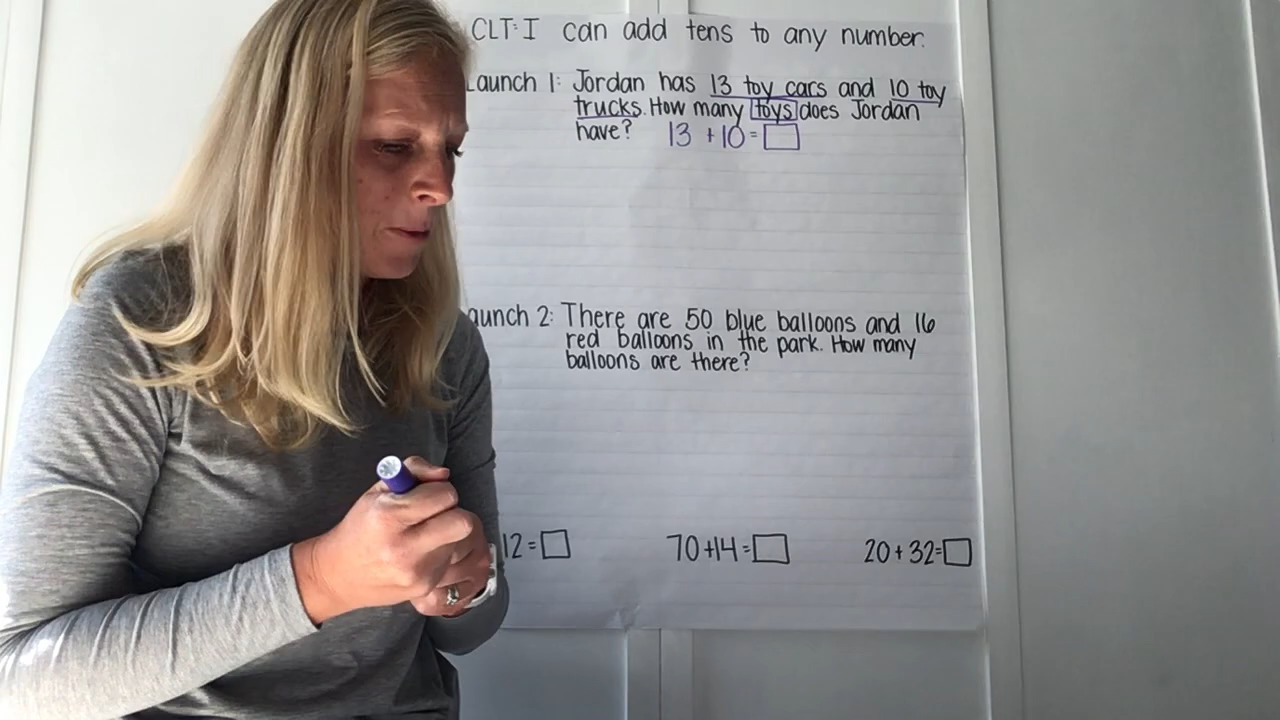 CLT: I can add tens to any number.
Launch 1: Jordan has 13 toy cars and 10 toy
trucks. How many toys does Jordan
have? 13 + 10 = □
aunch 2: There are 50 blue balloons and 16
red balloons in the park. How many
balloons are there?
12 = □ 70 + 14 = □ 20 + 32 = □